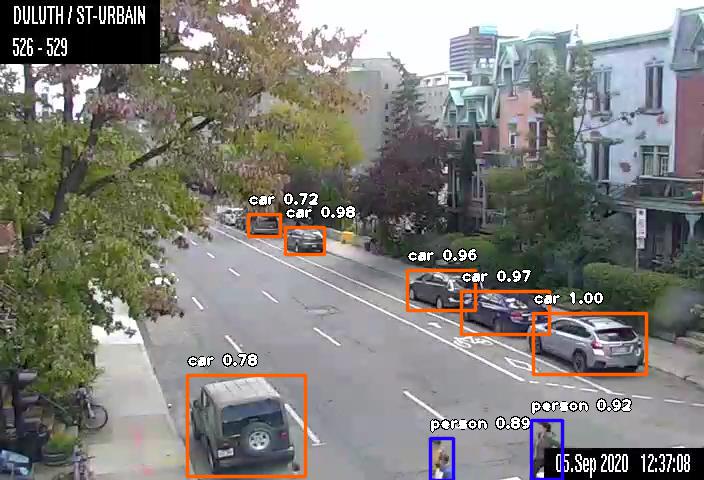 DULUTH / ST-URBAIN
526 - 529
car 0.72
car 0.98
car 0.96
car 0.97
car 1.00
car 0.78
person 0.89
person 0.92
05.Sep 2020 12:37:08